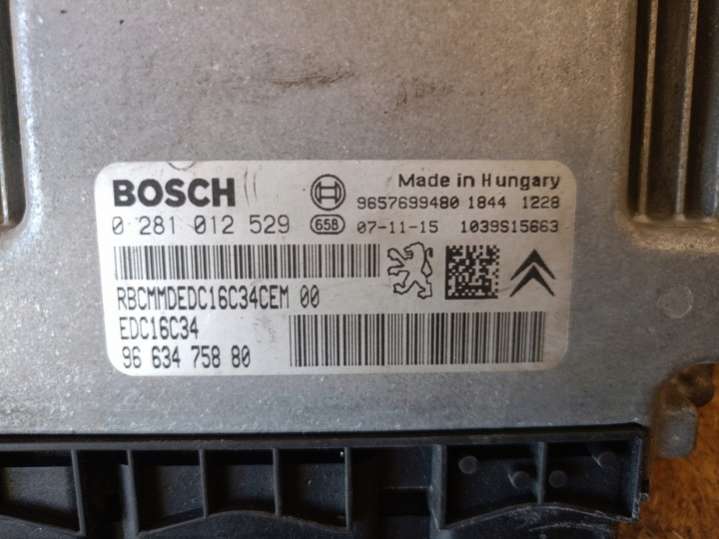 BOSCH
Made in Hungary
9657699480 1844 1228
0 281 012 529 658 07-11-15 1039S15663
RBCMMDEDC16C34CEM 00
EDC16C34
96 634 758 80